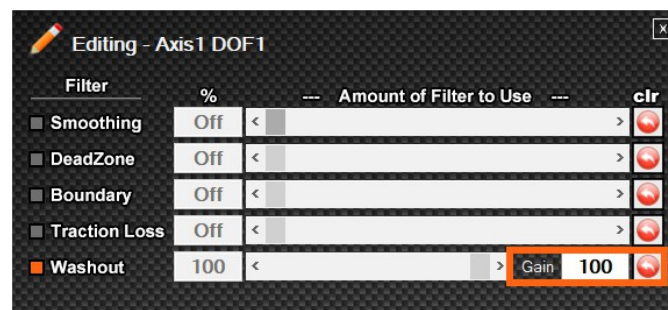 Editing - Axis1 DOF1 x
Filter % --- Amount of Filter to Use --- clr
Smoothing Off < >
DeadZone Off < >
Boundary Off < >
Traction Loss Off < >
Washout 100 < > Gain 100